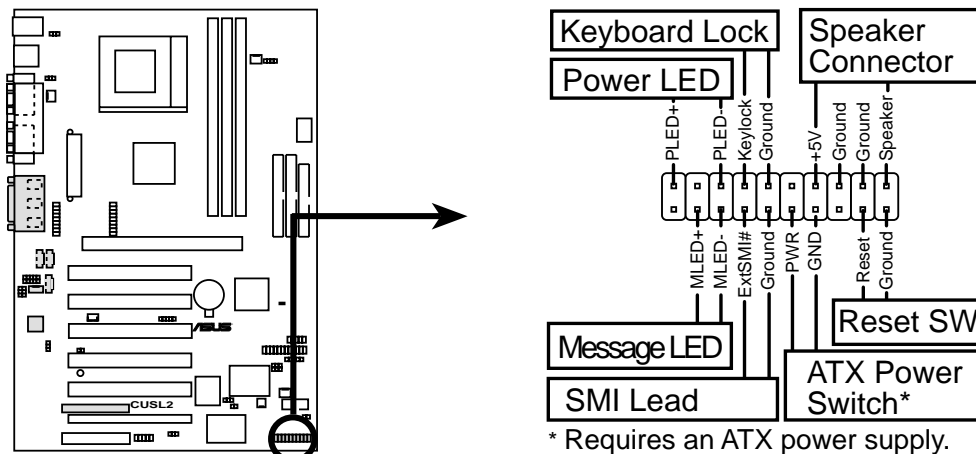 Keyboard Lock
Power LED
Speaker
Connector
PLED+
PLED-
Keylock
Ground
+5V
Ground
Ground
Speaker
MLED+
MLED-
ExtSMI#
Ground
PWR
GND
Reset
Ground
Message LED
SMI Lead
Reset SW
ATX Power
Switch*
* Requires an ATX power supply.
ASUS
CUSL2